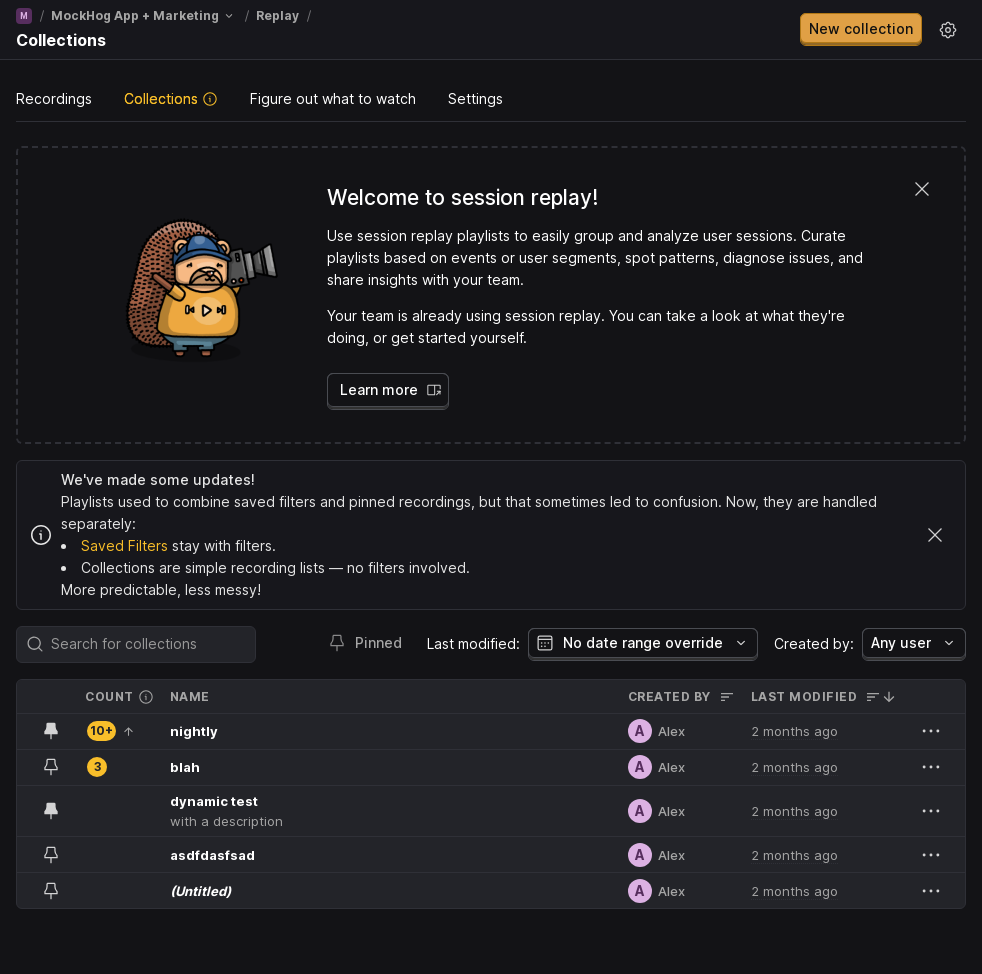 M / MockHog App + Marketing / Replay /
Collections
New collection
Recordings Collections Figure out what to watch Settings
Welcome to session replay!
Use session replay playlists to easily group and analyze user sessions. Curate
playlists based on events or user segments, spot patterns, diagnose issues, and
share insights with your team.
Your team is already using session replay. You can take a look at what they're
doing, or get started yourself.
Learn more
We've made some updates!
Playlists used to combine saved filters and pinned recordings, but that sometimes led to confusion. Now, they are handled
separately:
• Saved Filters stay with filters.
• Collections are simple recording lists — no filters involved.
More predictable, less messy!
Search for collections Pinned Last modified: No date range override Created by: Any user
COUNT NAME CREATED BY LAST MODIFIED
10+ nightly A Alex 2 months ago
3 blah A Alex 2 months ago
dynamic test
with a description
A Alex 2 months ago
asdfdasfsad A Alex 2 months ago
(Untitled) A Alex 2 months ago